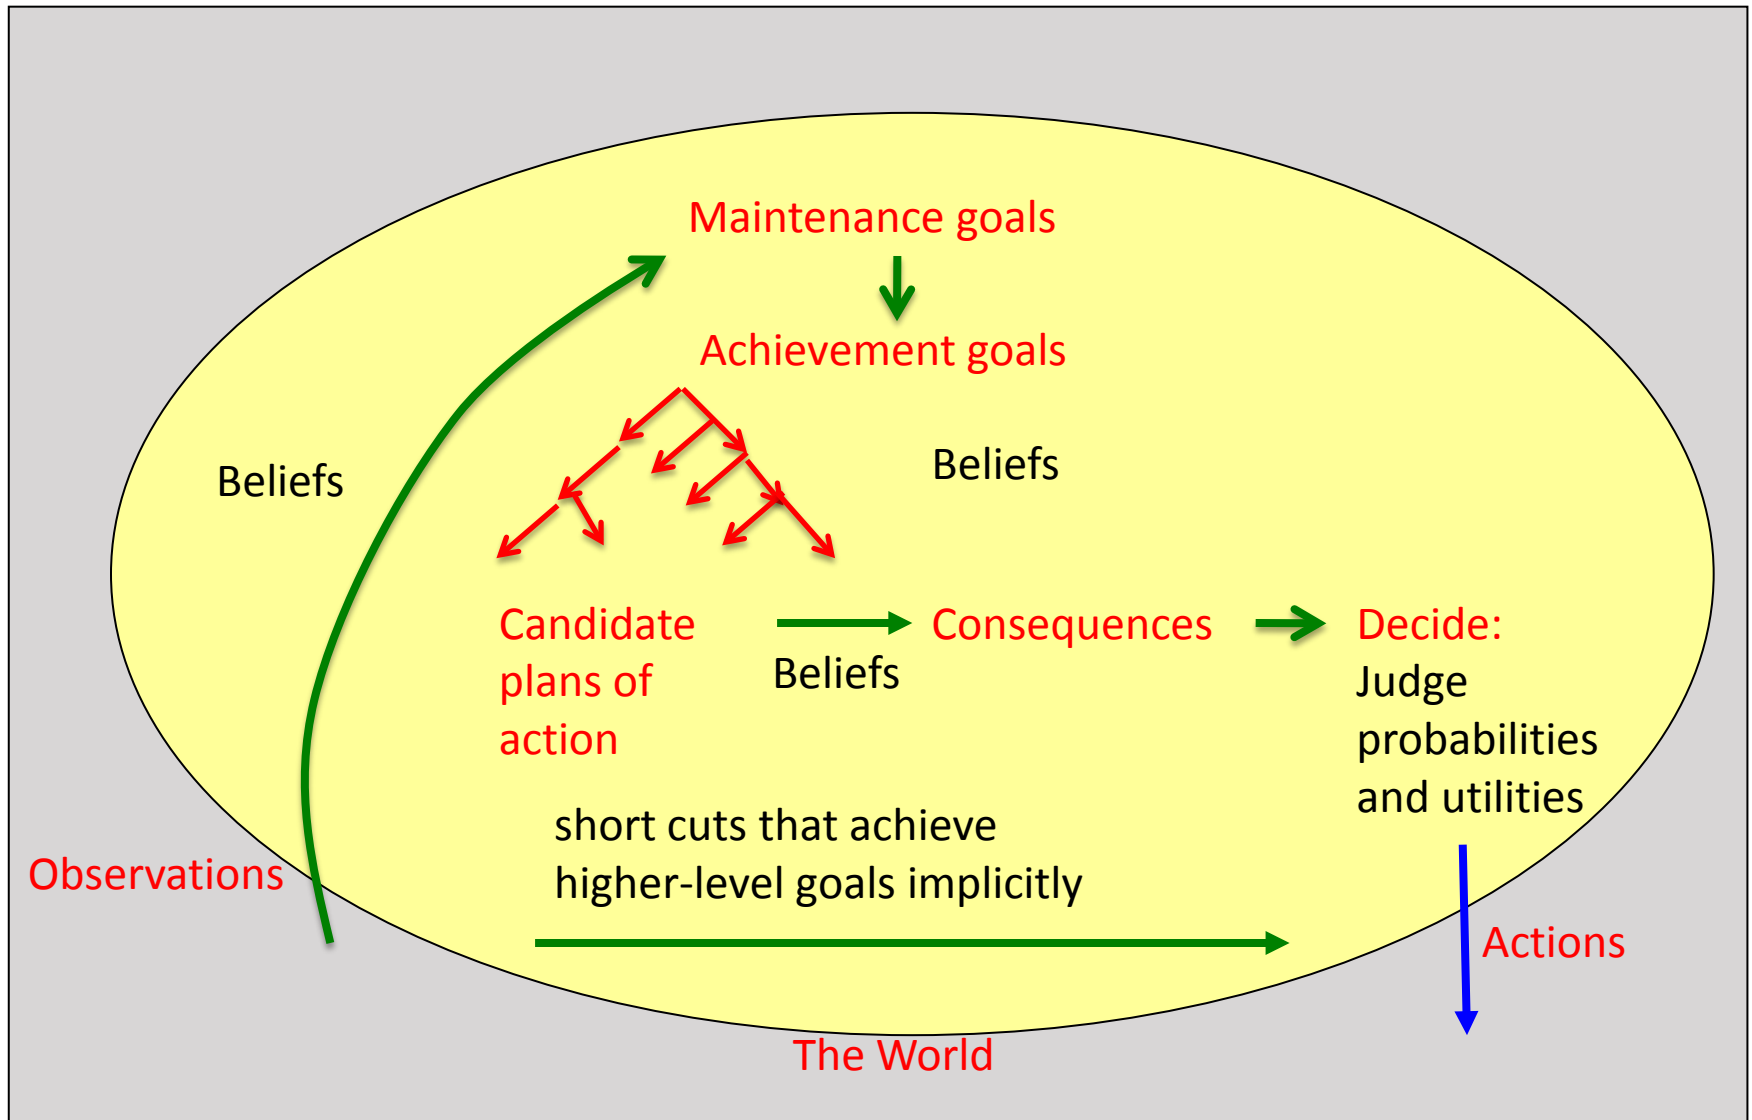 Maintenance goals
Achievement goals
Beliefs
Beliefs
Candidate
plans of
action
Beliefs
Consequences
Decide:
Judge
probabilities
and utilities
short cuts that achieve
higher-level goals implicitly
Observations
Actions
The World